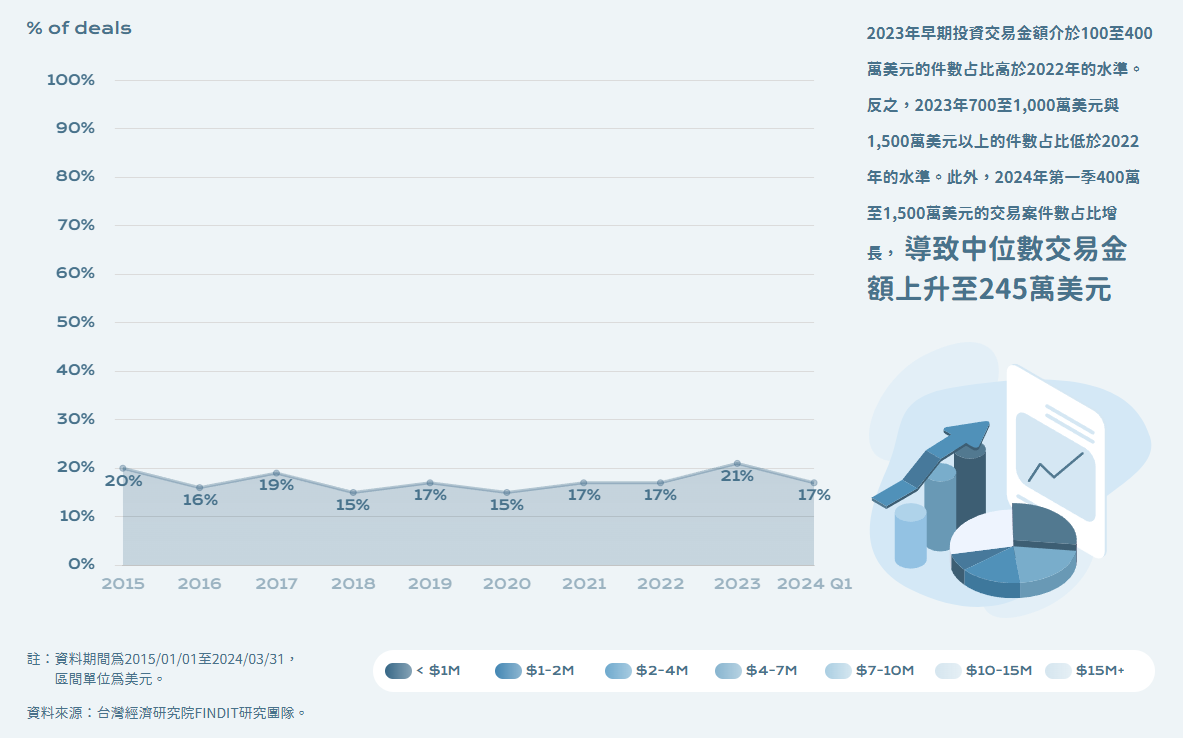 % of deals
100%
90%
80%
70%
60%
50%
40%
30%
20%
10%
0%
20%
16%
19%
15%
17%
15%
17%
17%
21%
17%
2015
2016
2017
2018
2019
2020
2021
2022
2023
2024 Q1
2023年早期投資交易金額介於100至400
萬美元的件數占比高於2022年的水準。
反之，2023年700至1,000萬美元與
1,500萬美元以上的件數占比低於2022
年的水準。此外，2024年第一季400萬
至1,500萬美元的交易案件數占比增
長，導致中位數交易金
額上升至245萬美元
註：資料期間為2015/01/01至2024/03/31，
區間單位為美元。
資料來源：台灣經濟研究院FINDIT研究團隊。
< $1M
$1-2M
$2-4M
$4-7M
$7-10M
$10-15M
$15M+